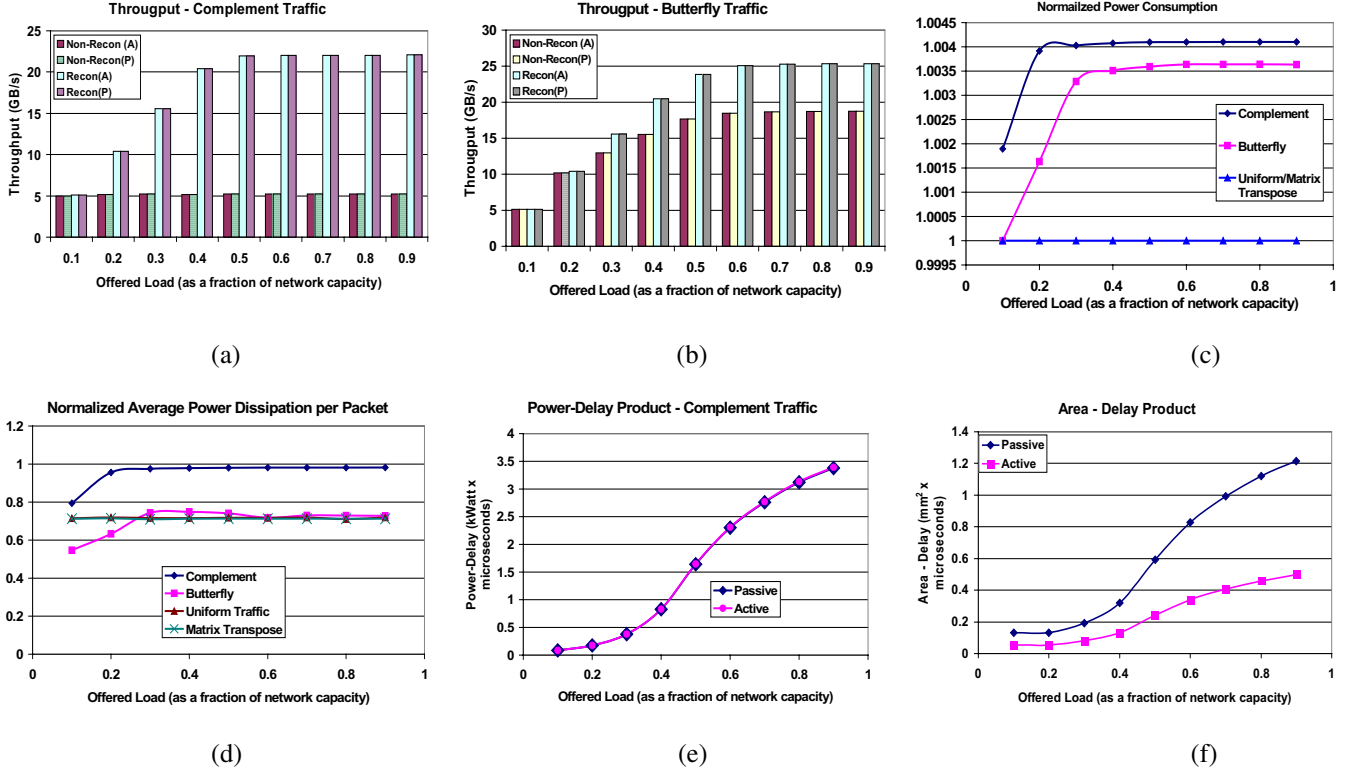 Througput - Complement Traffic
Througput (GB/s)
30
25
20
15
10
5
0
Non-Recon (A)
Non-Recon(P)
Recon(A)
Recon(P)
0.1 0.2 0.3 0.4 0.5 0.6 0.7 0.8 0.9
Offered Load (as a fraction of network capacity)
(a)
Througput - Butterfly Traffic
Througput (GB/s)
30
25
20
15
10
5
0
Non-Recon (A)
Non-Recon(P)
Recon(A)
Recon(P)
0.1 0.2 0.3 0.4 0.5 0.6 0.7 0.8 0.9
Offered Load (as a fraction of network capacity)
(b)
Normailzed Power Consumption
1.0045
1.004
1.0035
1.003
1.0025
1.002
1.0015
1.001
1.0005
1
0.9995
Complement
Butterfly
Uniform/Matrix
Transpose
0 0.2 0.4 0.6 0.8 1
Offered Load (as a fraction of network capacity)
(c)
Normalized Average Power Dissipation per Packet
1.2
1
0.8
0.6
0.4
0.2
0
Complement
Butterfly
Uniform Traffic
Matrix Transpose
0 0.2 0.4 0.6 0.8 1
Offered Load (as a fraction of network capacity)
(d)
Power-Delay Product - Complement Traffic
Power-Delay (kWatt x
microseconds)
4
3.5
3
2.5
2
1.5
1
0.5
0
Passive
Active
0 0.2 0.4 0.6 0.8 1
Offered Load (as a fraction of network capacity)
(e)
Area - Delay Product
Area - Delay (mm² x
microseconds)
1.4
1.2
1
0.8
0.6
0.4
0.2
0
Passive
Active
0 0.2 0.4 0.6 0.8 1
Offered Load (as a fraction of network capacity)
(f)